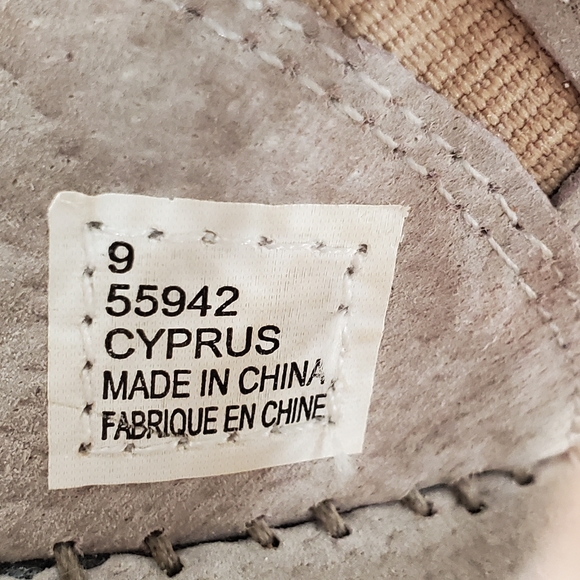 9
55942
CYPRUS
MADE IN CHINA
FABRIQUE EN CHINE